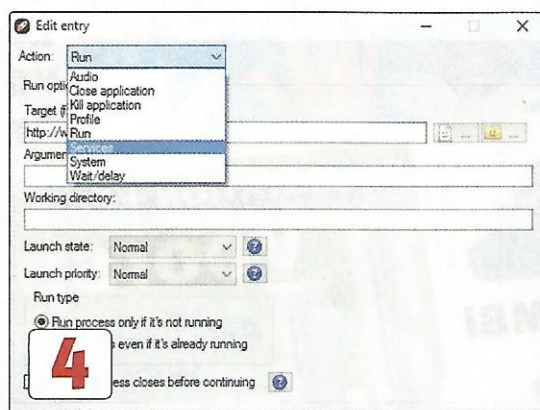 Edit entry
Action: Run
Audio
Close application
Kill application
Profile
Run
Services
System
Wait/delay
Run opti
Target (fi
http://w
...
...
Argumen
Working directory:
Launch state: Normal
Launch priority: Normal
Run type
Run process only if it's not running
s even if it's already running
4
ess closes before continuing